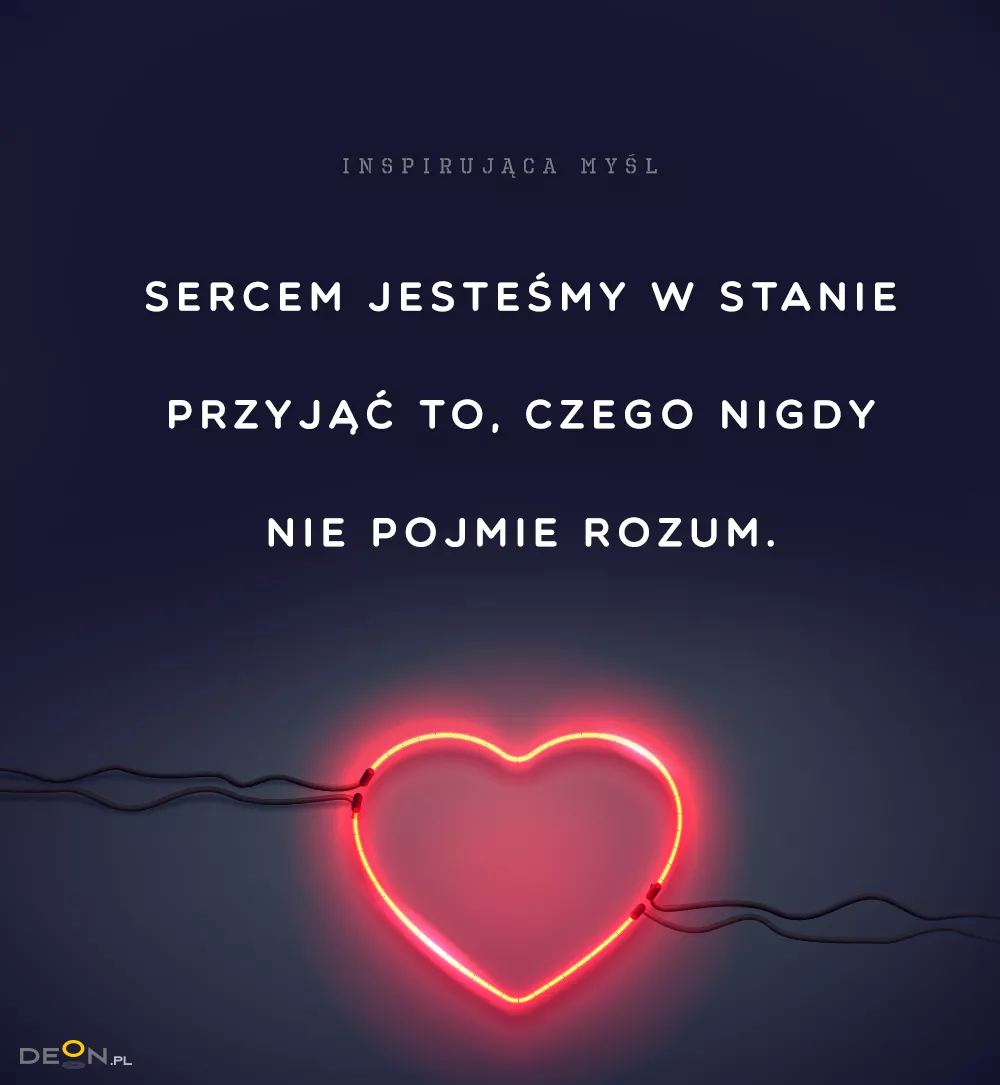 INSPIRUJĄCA MYŚL
SERCEM JESTEŚMY W STANIE
PRZYJĄĆ TO, CZEGO NIGDY
NIE POJMIE ROZUM.
DEON.PL